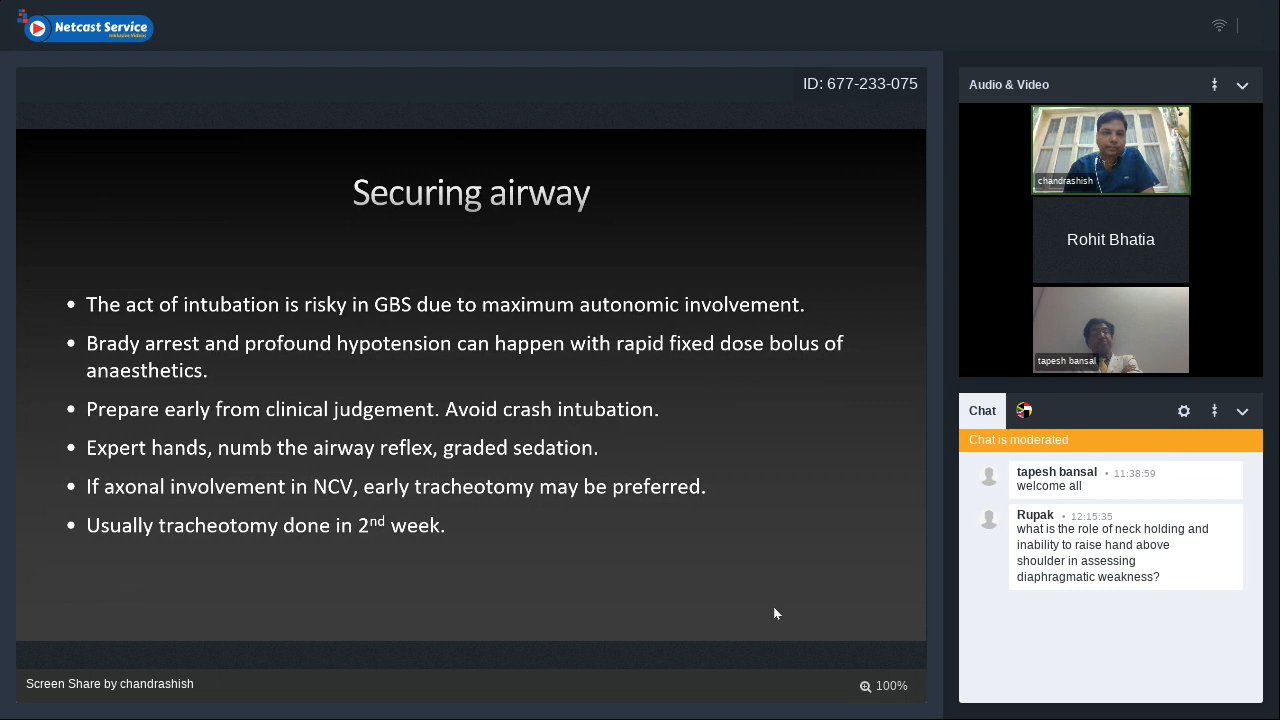 Netcast Service
Inklusive Videos
ID: 677-233-075
Securing airway
• The act of intubation is risky in GBS due to maximum autonomic involvement.
• Brady arrest and profound hypotension can happen with rapid fixed dose bolus of
anaesthetics.
• Prepare early from clinical judgement. Avoid crash intubation.
• Expert hands, numb the airway reflex, graded sedation.
• If axonal involvement in NCV, early tracheotomy may be preferred.
• Usually tracheotomy done in 2nd week.
Screen Share by chandrashish
100%
Audio & Video
chandrashish
Rohit Bhatia
tapesh bansal
Chat
Chat is moderated
tapesh bansal • 11:38:59
welcome all
Rupak • 12:15:35
what is the role of neck holding and
inability to raise hand above
shoulder in assessing
diaphragmatic weakness?